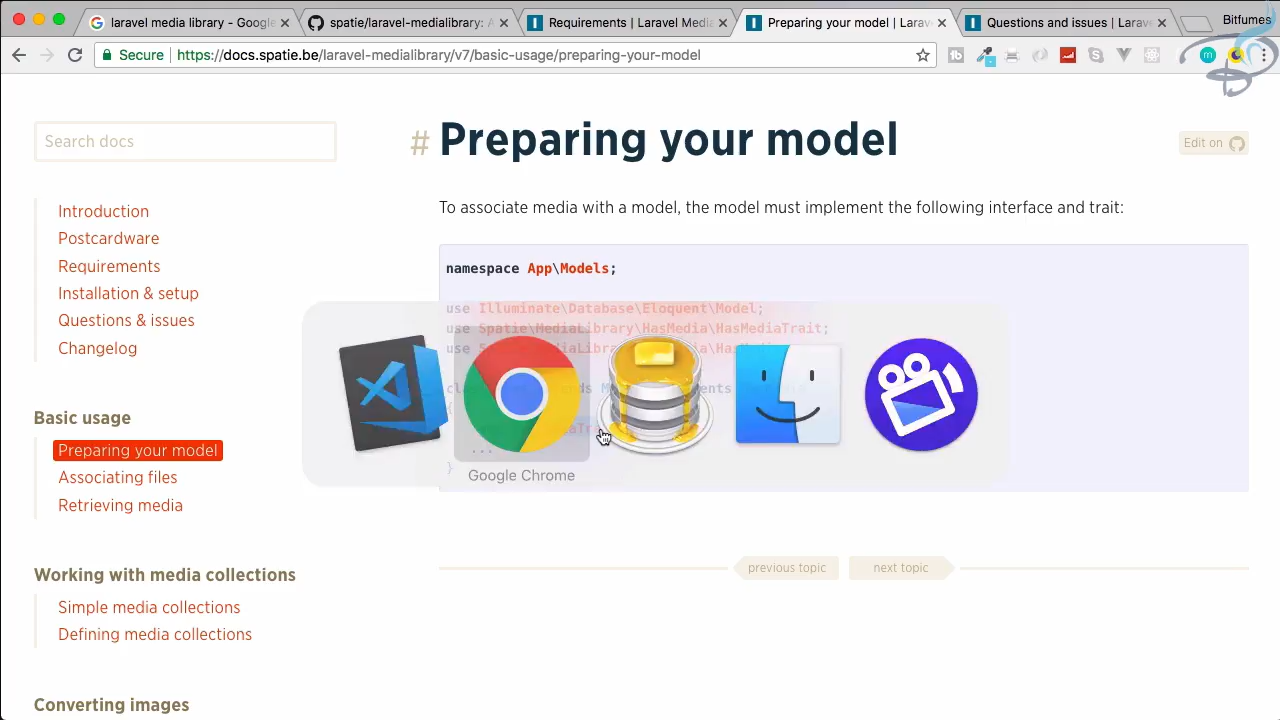 laravel media library - Google
spatie/laravel-medialibrary: A
Requirements | Laravel Media
Preparing your model | Larav
Questions and issues | Larave
Bitfumes
Secure
https://docs.spatie.be/laravel-medialibrary/v7/basic-usage/preparing-your-model
Search docs
# Preparing your model
Edit on
To associate media with a model, the model must implement the following interface and trait:
Introduction
Postcardware
Requirements
Installation & setup
Questions & issues
Changelog
namespace App\Models;
use Illuminate\Database\Eloquent\Model;
use Spatie\MediaLibrary\HasMedia\HasMediaTrait;
{
...
}
Google Chrome
Basic usage
Preparing your model
Associating files
Retrieving media
previous topic
next topic
Working with media collections
Simple media collections
Defining media collections
Converting images